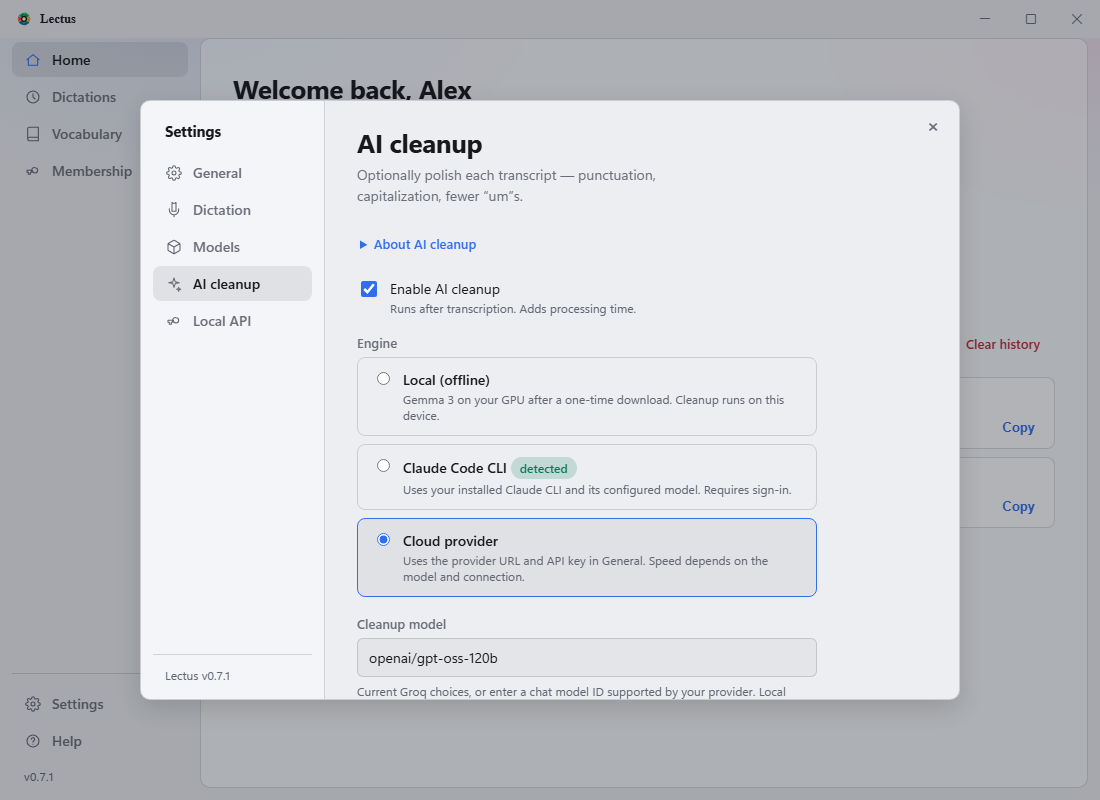 Lectus
Home
Dictations
Vocabulary
Membership
Settings
Help
v0.7.1
Welcome back, Alex
Clear history
Copy
Copy
Settings
General
Dictation
Models
AI cleanup
Local API
Lectus v0.7.1
AI cleanup
Optionally polish each transcript — punctuation,
capitalization, fewer “um”s.
About AI cleanup
Enable AI cleanup
Runs after transcription. Adds processing time.
Engine
Local (offline)
Gemma 3 on your GPU after a one-time download. Cleanup runs on this
device.
Claude Code CLI detected
Uses your installed Claude CLI and its configured model. Requires sign-in.
Cloud provider
Uses the provider URL and API key in General. Speed depends on the
model and connection.
Cleanup model
openai/gpt-oss-120b
Current Groq choices, or enter a chat model ID supported by your provider. Local